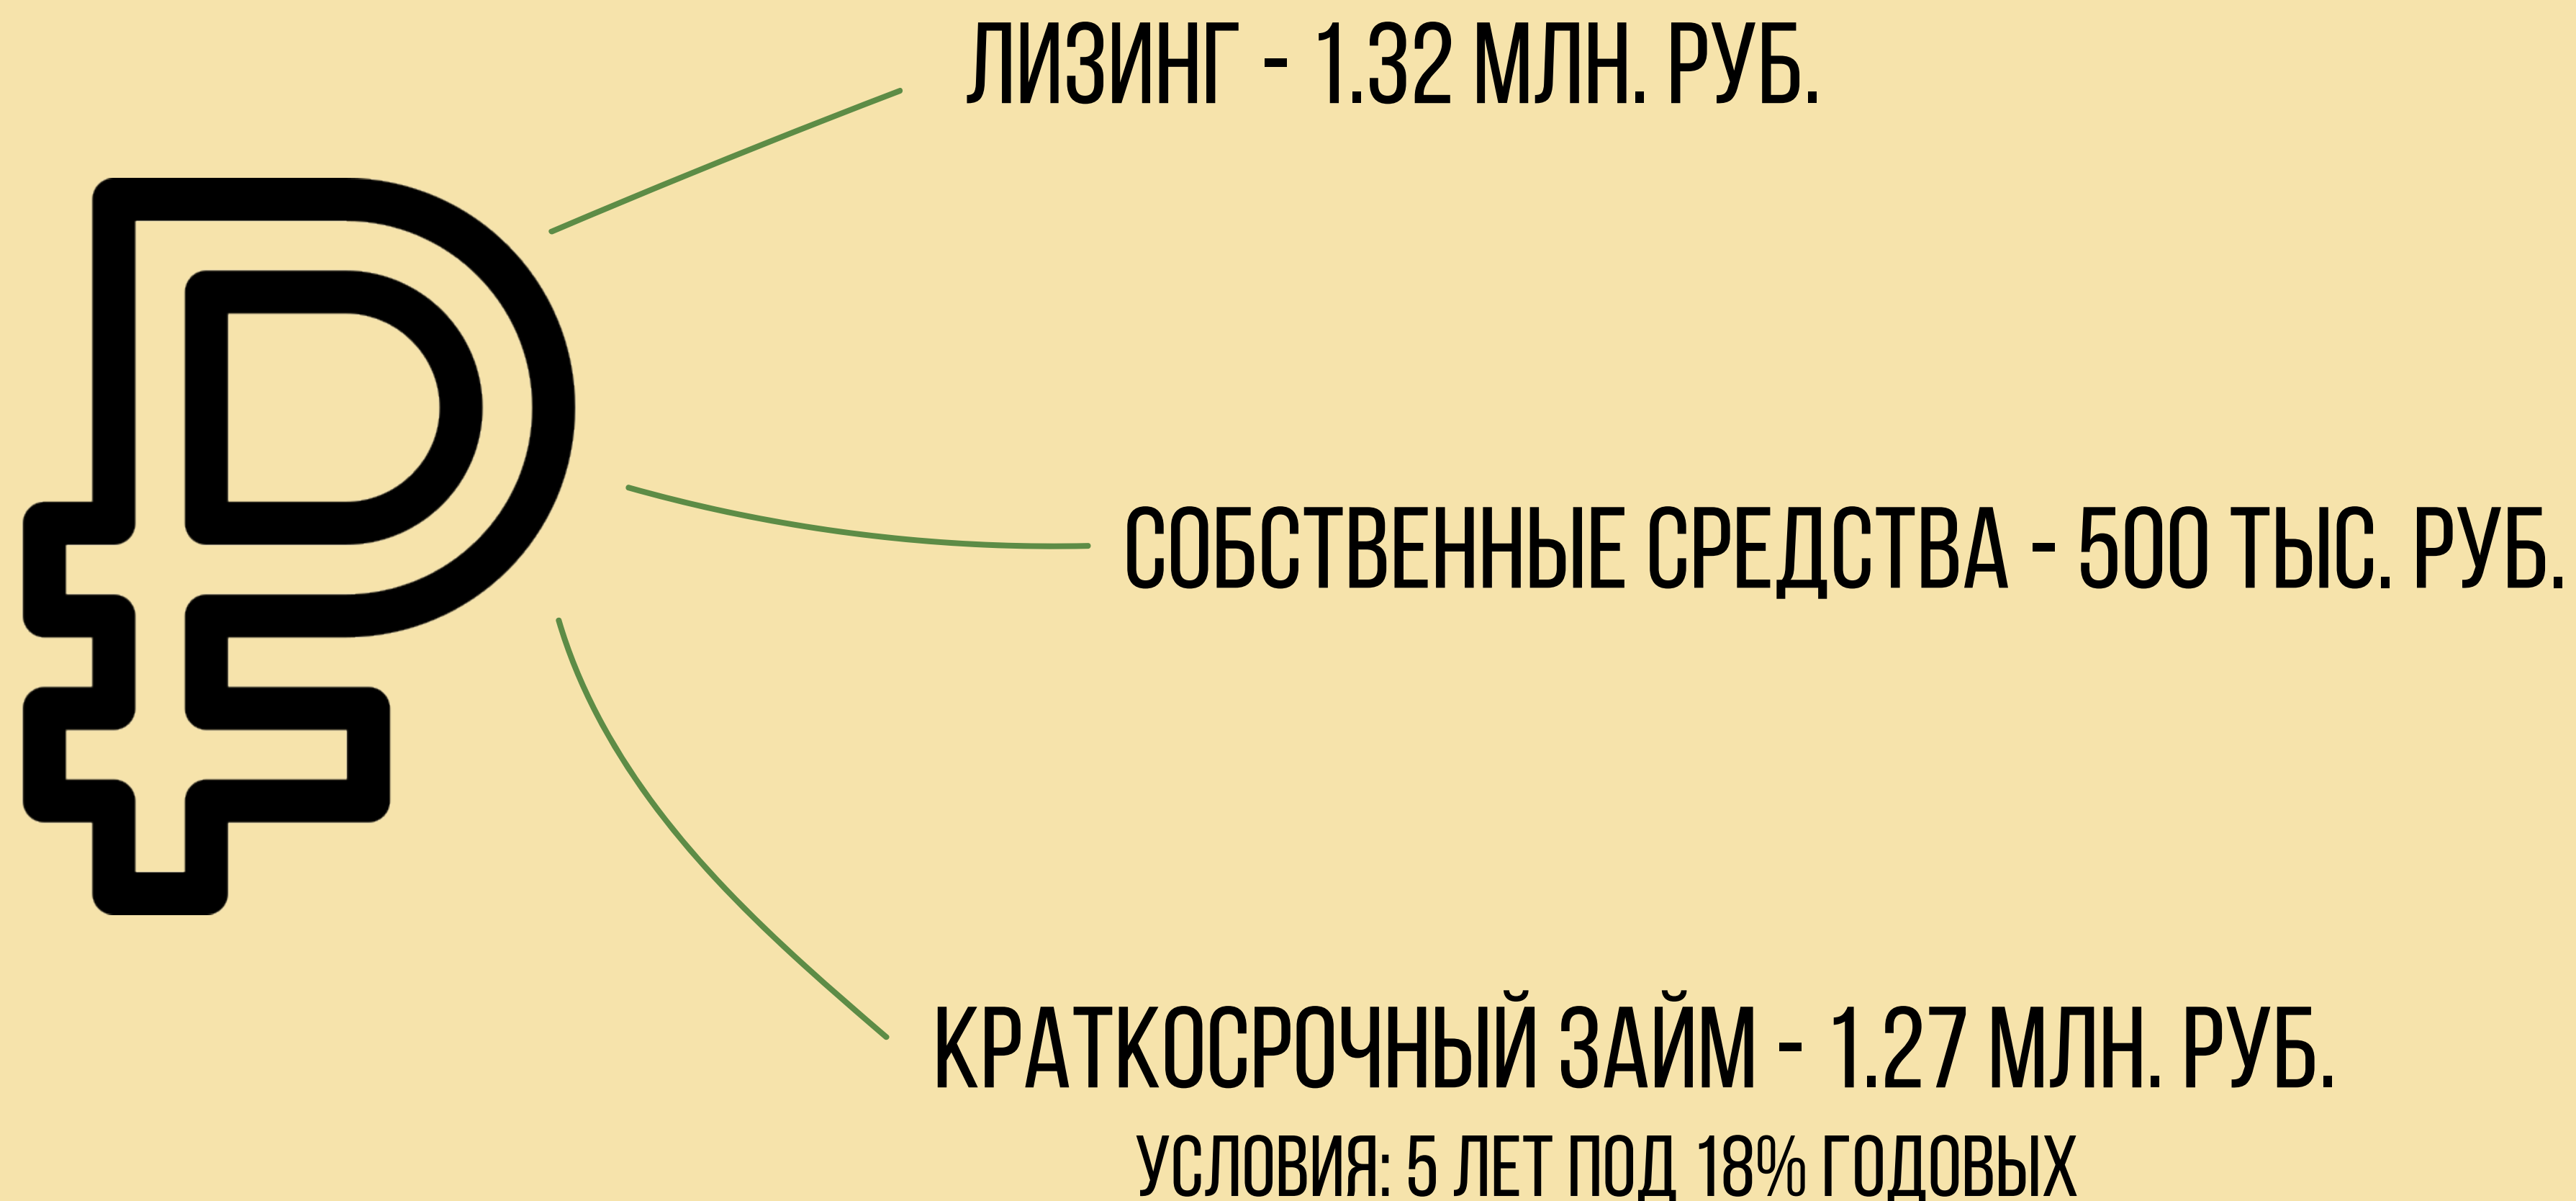 ЛИЗИНГ - 1.32 МЛН. РУБ.
СОБСТВЕННЫЕ СРЕДСТВА - 500 ТЫС. РУБ.
КРАТКОСРОЧНЫЙ ЗАЙМ - 1.27 МЛН. РУБ.
УСЛОВИЯ: 5 ЛЕТ ПОД 18% ГОДОВЫХ